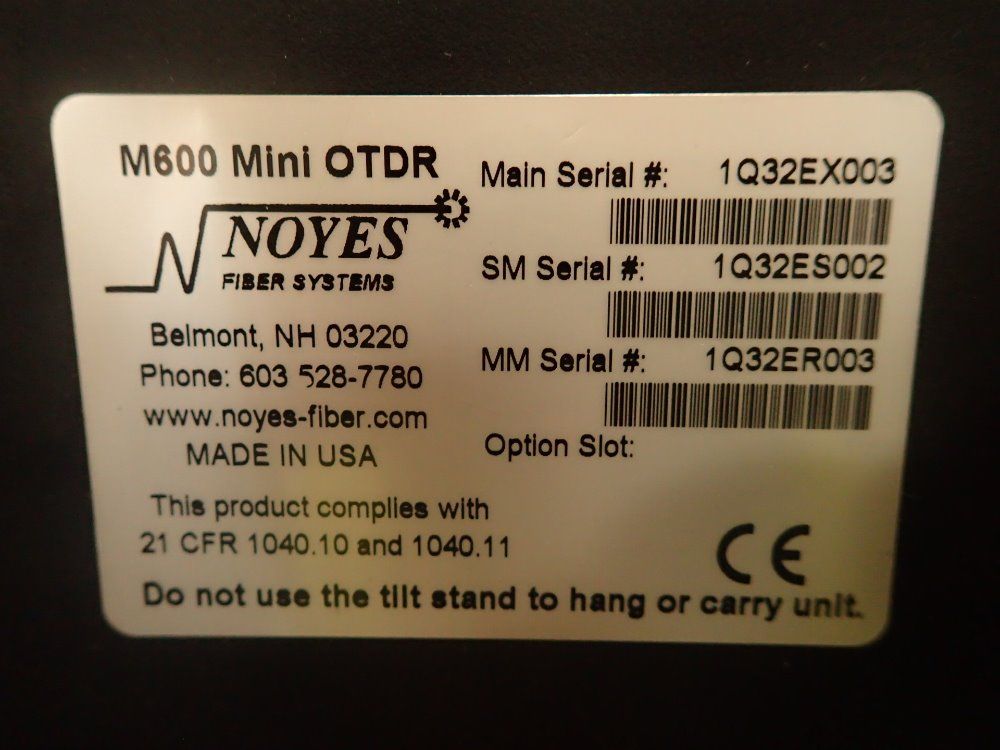 M600 Mini OTDR
NOYES
FIBER SYSTEMS
Belmont, NH 03220
Phone: 603 528-7780
www.noyes-fiber.com
MADE IN USA
This product complies with
21 CFR 1040.10 and 1040.11
Main Serial #: 1Q32EX003
SM Serial #: 1Q32ES002
MM Serial #: 1Q32ER003
Option Slot:
CE
Do not use the tilt stand to hang or carry unit.